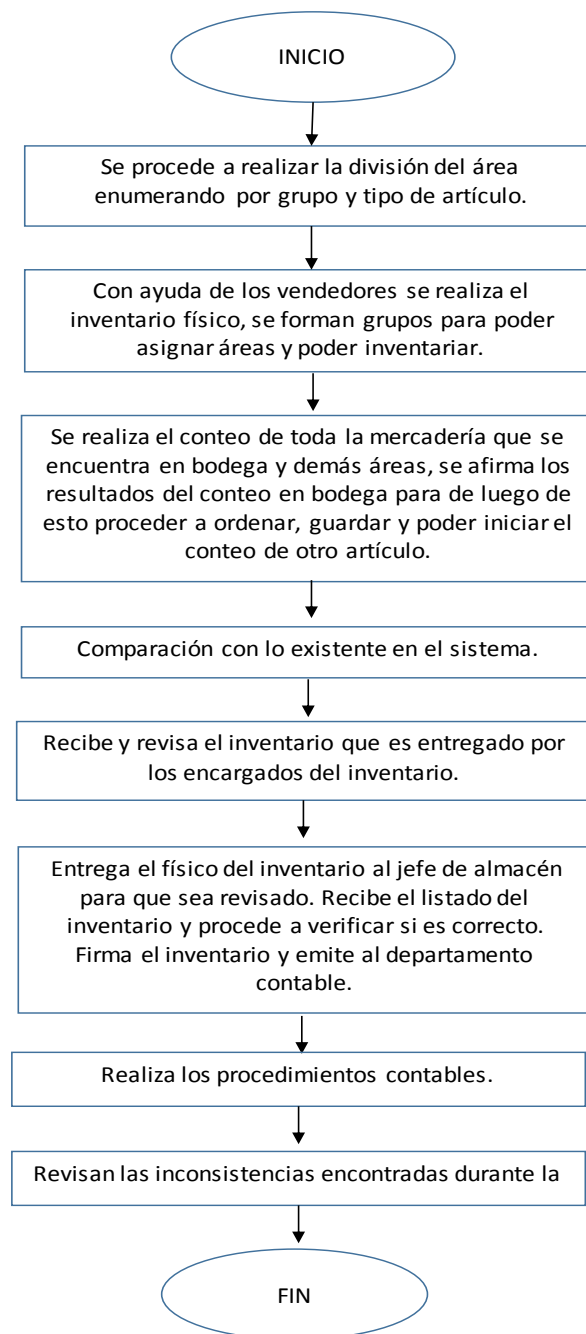 INICIO
Se procede a realizar la división del área
enumerando por grupo y tipo de artículo.
Con ayuda de los vendedores se realiza el
inventario físico, se forman grupos para poder
asignar áreas y poder inventariar.
Se realiza el conteo de toda la mercadería que se
encuentra en bodega y demás áreas, se afirma los
resultados del conteo en bodega para de luego de
esto proceder a ordenar, guardar y poder iniciar el
conteo de otro artículo.
Comparación con lo existente en el sistema.
Recibe y revisa el inventario que es entregado por
los encargados del inventario.
Entrega el físico del inventario al jefe de almacén
para que sea revisado. Recibe el listado del
inventario y procede a verificar si es correcto.
Firma el inventario y emite al departamento
contable.
Realiza los procedimientos contables.
Revisan las inconsistencias encontradas durante la
FIN